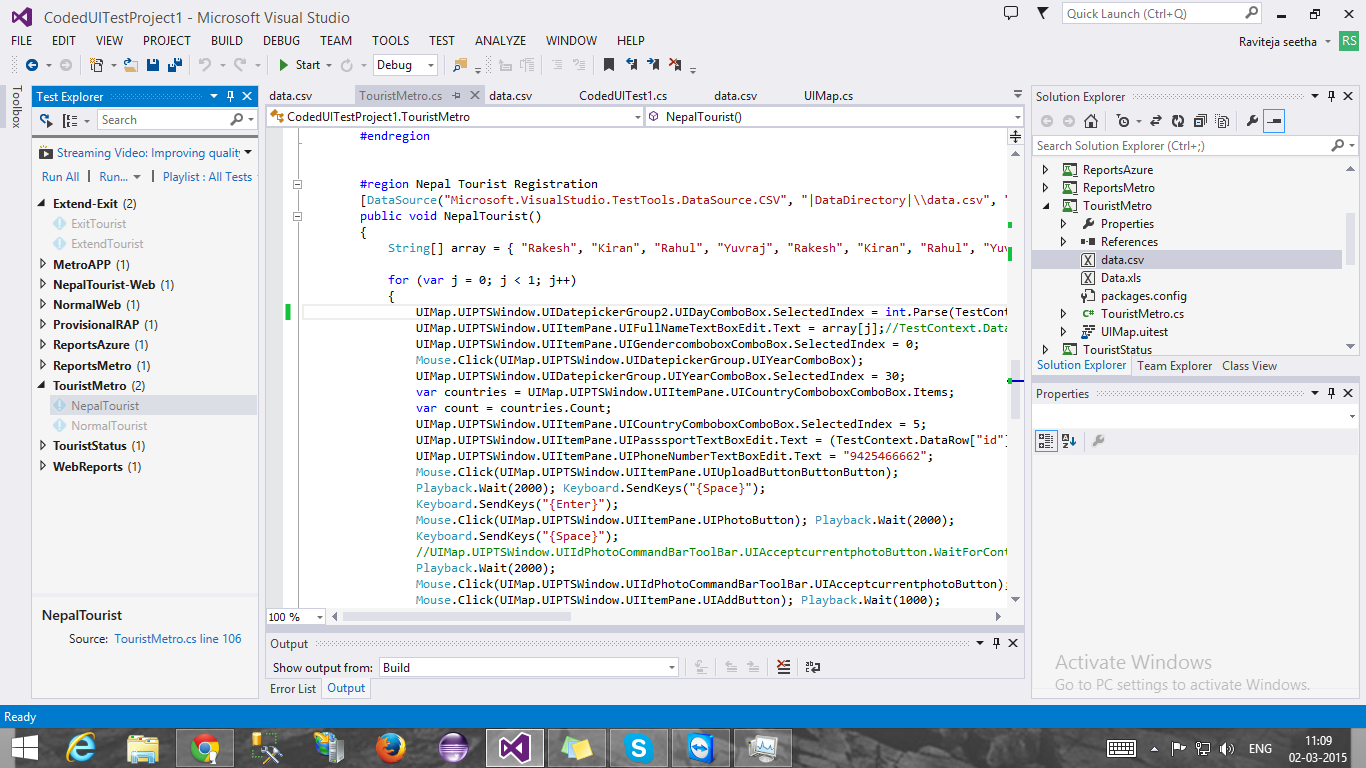 CodedUITestProject1 - Microsoft Visual Studio
Quick Launch (Ctrl+Q)
FILE EDIT VIEW PROJECT BUILD DEBUG TEAM TOOLS TEST ANALYZE WINDOW HELP
Raviteja seetha
RS
Start
Debug
Toolbox
Test Explorer
Search
Streaming Video: Improving qualit
Run All | Run... | Playlist : All Tests
Extend-Exit (2)
ExitTourist
ExtendTourist
MetroAPP (1)
NepalTourist-Web (1)
NormalWeb (1)
ProvisionalRAP (1)
ReportsAzure (1)
ReportsMetro (1)
TouristMetro (2)
NepalTourist
NormalTourist
TouristStatus (1)
WebReports (1)
NepalTourist
Source: TouristMetro.cs line 106
data.csv TouristMetro.cs data.csv CodedUITest1.cs data.csv UIMap.cs
CodedUITestProject1.TouristMetro
NepalTourist()
#endregion
#region Nepal Tourist Registration
[DataSource("Microsoft.VisualStudio.TestTools.DataSource.CSV", "|DataDirectory|\\data.csv", "
public void NepalTourist()
{
String[] array = { "Rakesh", "Kiran", "Rahul", "Yuvraj", "Rakesh", "Kiran", "Rahul", "Yuv
for (var j = 0; j < 1; j++)
{
UIMap.UIPTSWindow.UIDatepickerGroup2.UIDayComboBox.SelectedIndex = int.Parse(TestCont
UIMap.UIPTSWindow.UIItemPane.UIFullNameTextBoxEdit.Text = array[j];//TestContext.Data
UIMap.UIPTSWindow.UIItemPane.UIGendercomboboxComboBox.SelectedIndex = 0;
Mouse.Click(UIMap.UIPTSWindow.UIDatepickerGroup.UIYearComboBox);
UIMap.UIPTSWindow.UIDatepickerGroup.UIYearComboBox.SelectedIndex = 30;
var countries = UIMap.UIPTSWindow.UIItemPane.UICountryComboboxComboBox.Items;
var count = countries.Count;
UIMap.UIPTSWindow.UIItemPane.UICountryComboboxComboBox.SelectedIndex = 5;
UIMap.UIPTSWindow.UIItemPane.UIPassportTextBoxEdit.Text = (TestContext.DataRow["id"]
UIMap.UIPTSWindow.UIItemPane.UIPhoneNumberTextBoxEdit.Text = "9425466662";
Mouse.Click(UIMap.UIPTSWindow.UIItemPane.UIUploadButtonButtonButton);
Playback.Wait(2000); Keyboard.SendKeys("{Space}");
Keyboard.SendKeys("{Enter}");
Mouse.Click(UIMap.UIPTSWindow.UIItemPane.UIPhotoButton); Playback.Wait(2000);
Keyboard.SendKeys("{Space}");
//UIMap.UIPTSWindow.UIIdPhotoCommandBarToolBar.UIAcceptcurrentphotoButton.WaitForCont
Playback.Wait(2000);
Mouse.Click(UIMap.UIPTSWindow.UIIdPhotoCommandBarToolBar.UIAcceptcurrentphotoButton);
Mouse.Click(UIMap.UIPTSWindow.UIItemPane.UIAddButton); Playback.Wait(1000);
100 %
Output
Show output from: Build
Error List Output
Solution Explorer
Search Solution Explorer (Ctrl+;)
ReportsAzure
ReportsMetro
TouristMetro
Properties
References
data.csv
Data.xls
packages.config
TouristMetro.cs
UIMap.uitest
TouristStatus
Solution Explorer Team Explorer Class View
Properties
Activate Windows
Go to PC settings to activate Windows.
Ready
ENG
11:09
02-03-2015